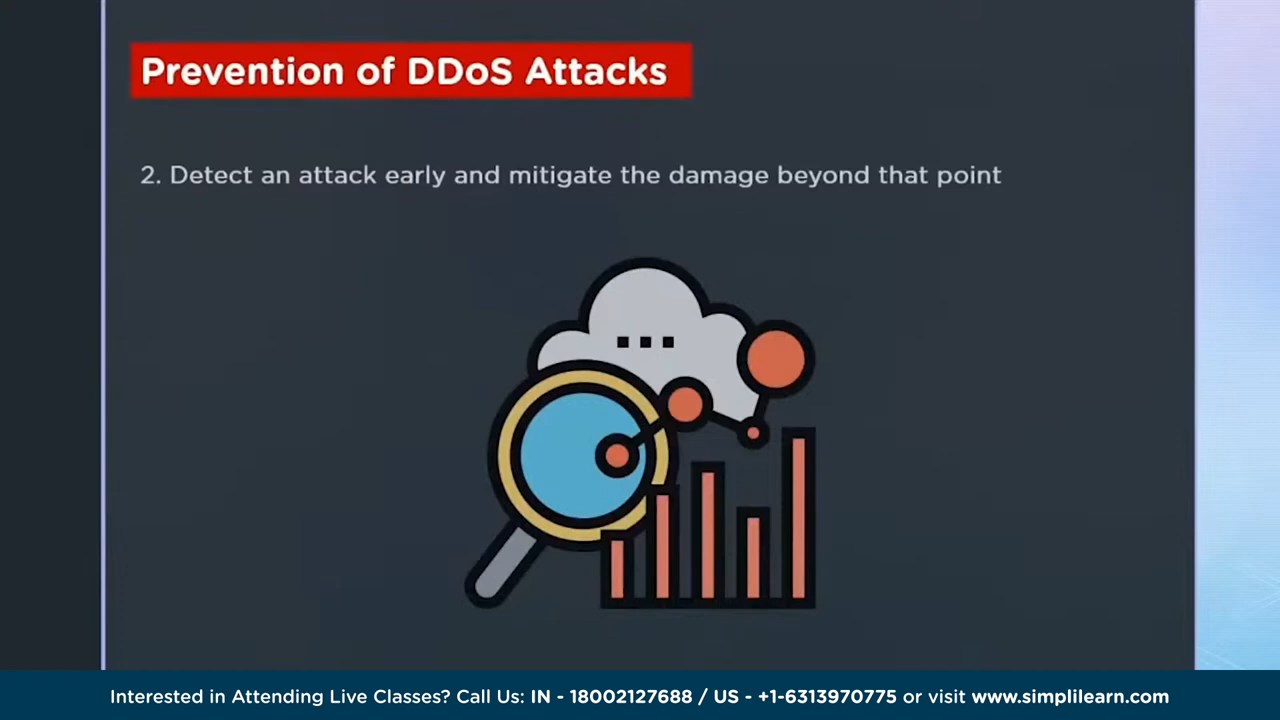 Prevention of DDoS Attacks
2. Detect an attack early and mitigate the damage beyond that point
Interested in Attending Live Classes? Call Us: IN - 18002127688 / US - +1-6313970775 or visit www.simplilearn.com